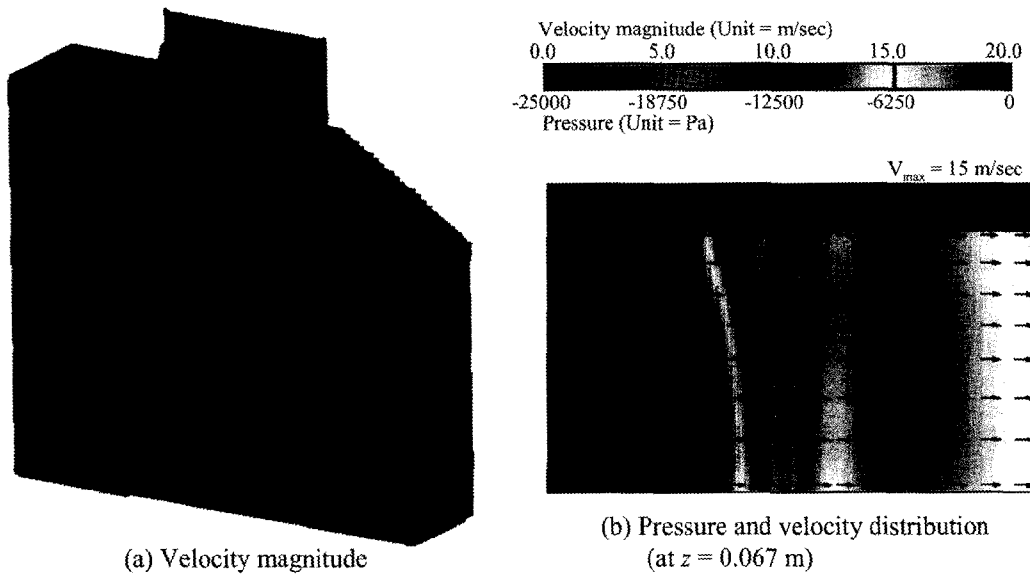 Velocity magnitude (Unit = m/sec)
0.0 5.0 10.0 15.0 20.0
-25000 -18750 -12500 -6250 0
Pressure (Unit = Pa)
Vmax = 15 m/sec
(a) Velocity magnitude
(b) Pressure and velocity distribution
(at z = 0.067 m)